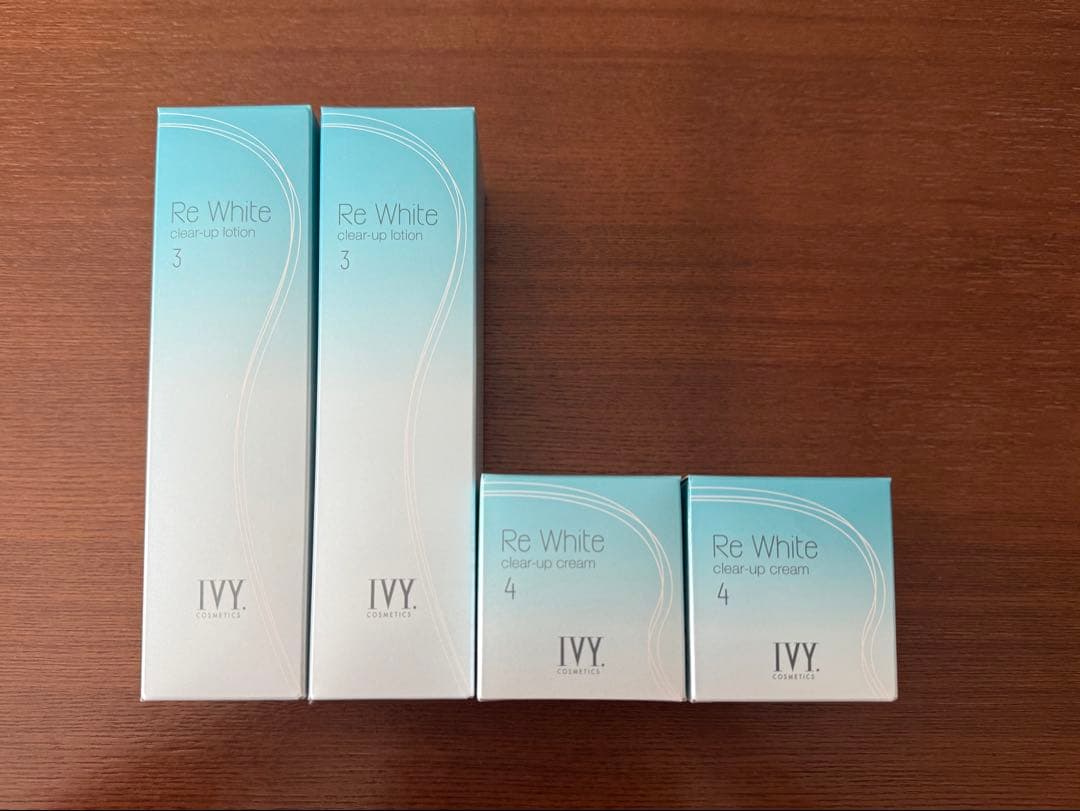 Re White
clear-up lotion
3
IVY.
COSMETICS
Re White
clear-up lotion
3
IVY.
COSMETICS
Re White
clear-up cream
4
IVY.
COSMETICS
Re White
clear-up cream
4
IVY.
COSMETICS